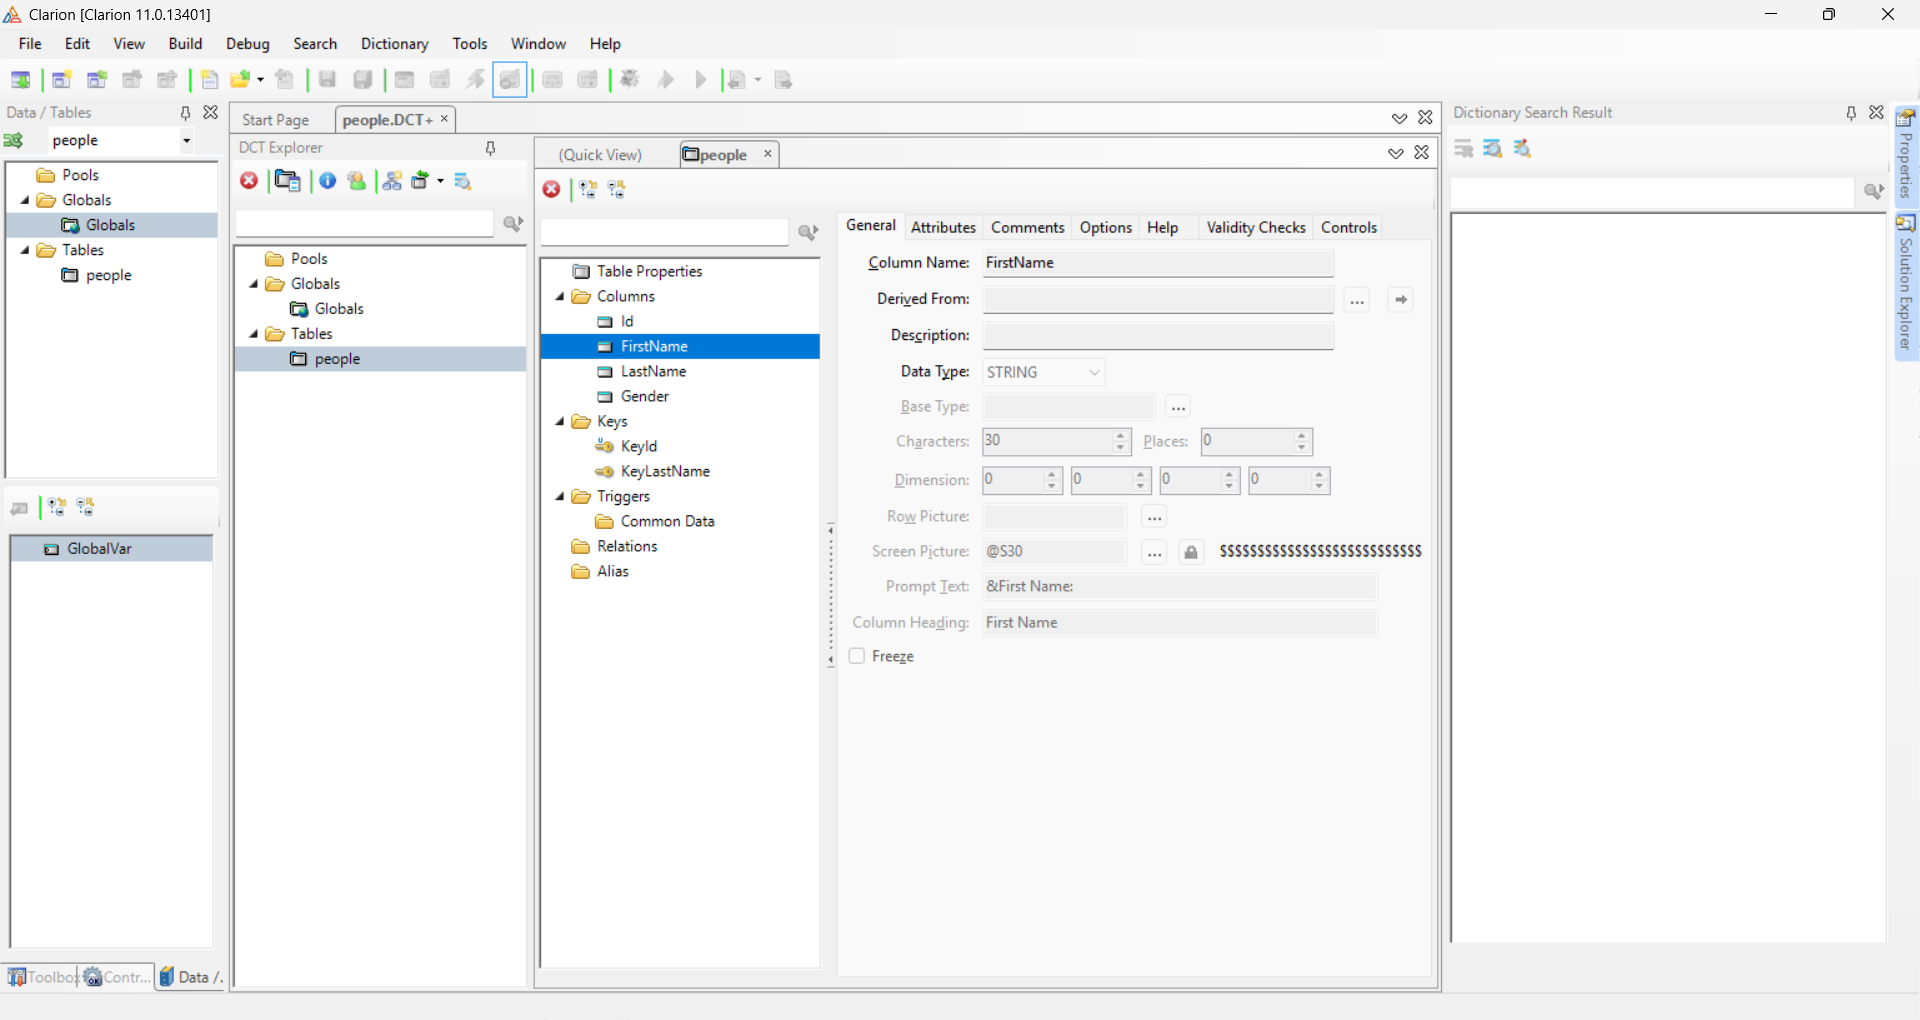 Clarion [Clarion 11.0.13401]
File Edit View Build Debug Search Dictionary Tools Window Help
Data / Tables
people
Pools
Globals
Globals
Tables
people
GlobalVar
Toolbox Contr... Data /.
Start Page people.DCT+
DCT Explorer
Pools
Globals
Globals
Tables
people
(Quick View) people
Table Properties
Columns
Id
FirstName
LastName
Gender
Keys
KeyId
KeyLastName
Triggers
Common Data
Relations
Alias
General Attributes Comments Options Help Validity Checks Controls
Column Name: FirstName
Derived From: ...
Description:
Data Type: STRING
Base Type: ...
Characters: 30 Places: 0
Dimension: 0 0 0 0
Row Picture: ...
Screen Picture: @S30 ... $$$$$$$$$$$$$$$$$$$$$$$$$$$
Prompt Text: &First Name:
Column Heading: First Name
Freeze
Dictionary Search Result
Properties
Solution Explorer